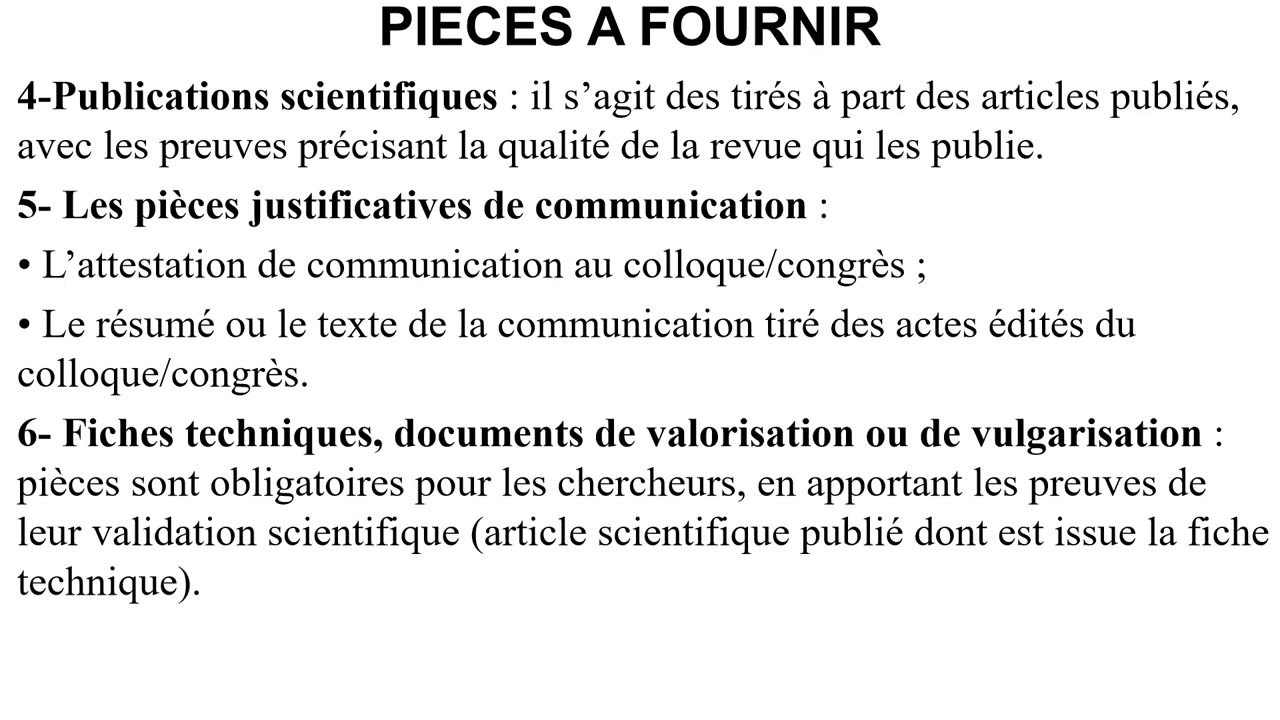 PIECES A FOURNIR
4-Publications scientifiques : il s’agit des tirés à part des articles publiés,
avec les preuves précisant la qualité de la revue qui les publie.
5- Les pièces justificatives de communication :
• L’attestation de communication au colloque/congrès ;
• Le résumé ou le texte de la communication tiré des actes édités du
colloque/congrès.
6- Fiches techniques, documents de valorisation ou de vulgarisation :
pièces sont obligatoires pour les chercheurs, en apportant les preuves de
leur validation scientifique (article scientifique publié dont est issue la fiche
technique).